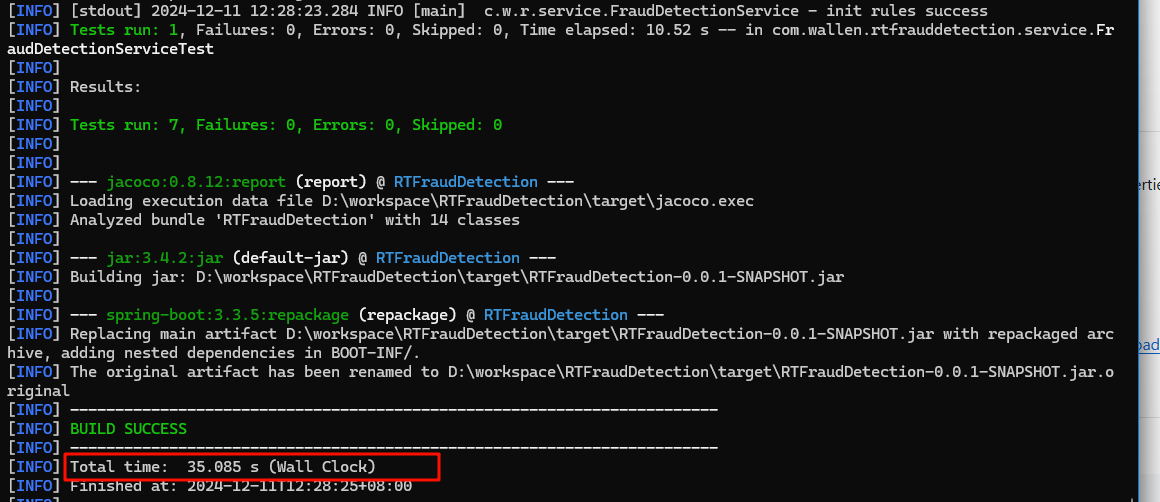 [INFO] [stdout] 2024-12-11 12:28:23.284 INFO [main]  c.w.r.service.FraudDetectionService - init rules success
[INFO] Tests run: 1, Failures: 0, Errors: 0, Skipped: 0, Time elapsed: 10.52 s -- in com.wallen.rtfrauddetection.service.Fr
audDetectionServiceTest
[INFO]
[INFO] Results:
[INFO]
[INFO] Tests run: 7, Failures: 0, Errors: 0, Skipped: 0
[INFO]
[INFO]
[INFO] --- jacoco:0.8.12:report (report) @ RTFraudDetection ---
[INFO] Loading execution data file D:\workspace\RTFraudDetection\target\jacoco.exec
[INFO] Analyzed bundle 'RTFraudDetection' with 14 classes
[INFO]
[INFO] --- jar:3.4.2:jar (default-jar) @ RTFraudDetection ---
[INFO] Building jar: D:\workspace\RTFraudDetection\target\RTFraudDetection-0.0.1-SNAPSHOT.jar
[INFO]
[INFO] --- spring-boot:3.3.5:repackage (repackage) @ RTFraudDetection ---
[INFO] Replacing main artifact D:\workspace\RTFraudDetection\target\RTFraudDetection-0.0.1-SNAPSHOT.jar with repackaged arc
hive, adding nested dependencies in BOOT-INF/.
[INFO] The original artifact has been renamed to D:\workspace\RTFraudDetection\target\RTFraudDetection-0.0.1-SNAPSHOT.jar.o
riginal
[INFO] ------------------------------------------------------------------------
[INFO] BUILD SUCCESS
[INFO] ------------------------------------------------------------------------
[INFO] Total time:  35.085 s (Wall Clock)
[INFO] Finished at: 2024-12-11T12:28:25+08:00